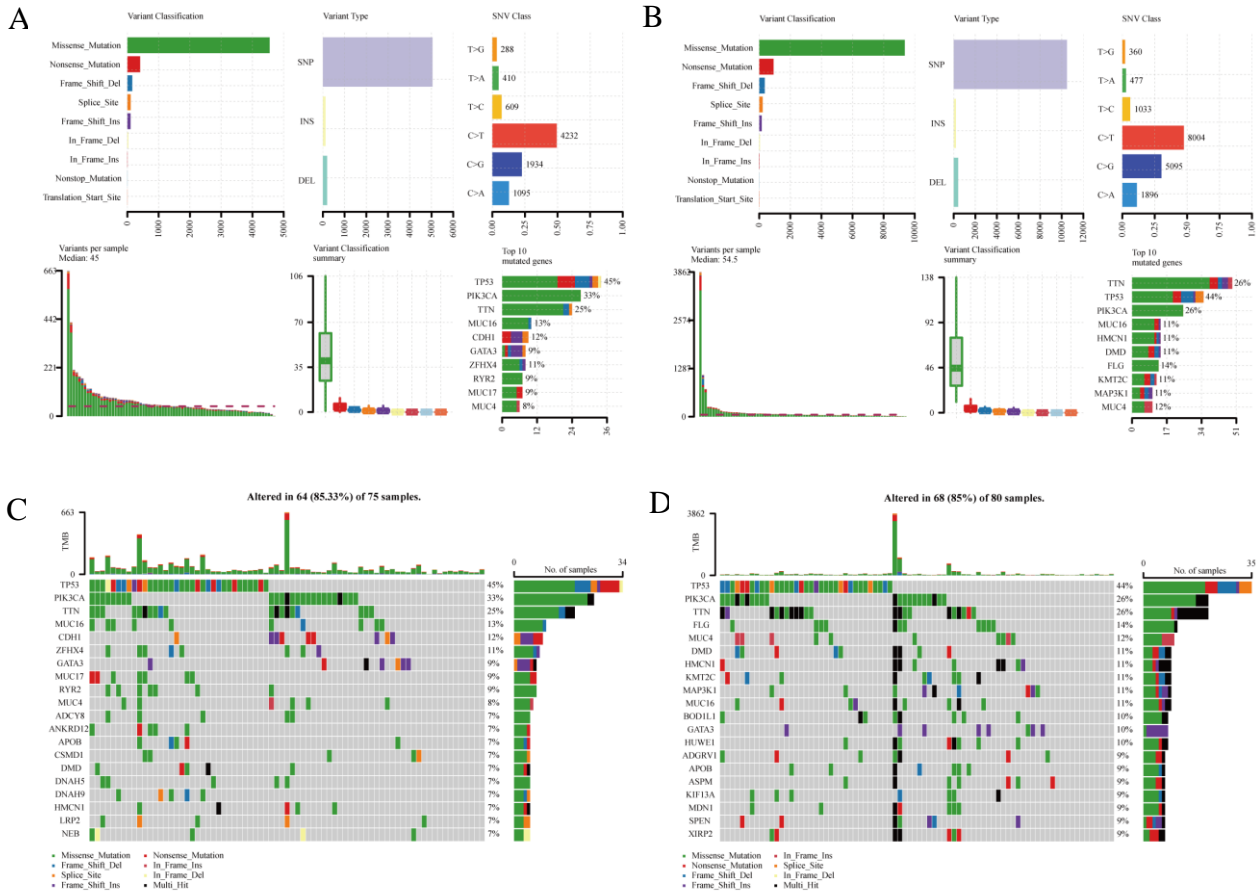 A
Variant Classification
Missense_Mutation
Nonsense_Mutation
Frame_Shift_Del
Splice_Site
Frame_Shift_Ins
In_Frame_Del
In_Frame_Ins
Nonstop_Mutation
Translation_Start_Site
0
1000
2000
3000
4000
5000
Variant Type
SNP
INS
DEL
0
1000
2000
3000
4000
5000
6000
SNV Class
T>G 288
T>A 410
T>C 609
C>T 4232
C>G 1934
C>A 1095
0.00
0.25
0.50
0.75
1.00
Variants per sample
Median: 45
663
442
221
0
Variant Classification
summary
106
70
35
0
Top 10
mutated genes
TP53 45%
PIK3CA 33%
TTN 25%
MUC16 13%
CDH1 12%
GATA3 9%
ZFHX4 11%
RYR2 9%
MUC17 9%
MUC4 8%
0
12
24
36
B
Variant Classification
Missense_Mutation
Nonsense_Mutation
Frame_Shift_Del
Splice_Site
Frame_Shift_Ins
In_Frame_Del
In_Frame_Ins
Nonstop_Mutation
Translation_Start_Site
0
2000
4000
6000
8000
Variant Type
SNP
INS
DEL
0
2000
4000
6000
8000
10000
12000
SNV Class
T>G 360
T>A 477
T>C 1033
C>T 8004
C>G 5095
C>A 1896
0.00
0.25
0.50
0.75
1.00
Variants per sample
Median: 54.5
3862
2574
1287
0
Variant Classification
summary
138
92
46
0
Top 10
mutated genes
TTN 26%
TP53 44%
PIK3CA 26%
MUC16 11%
HMCN1 11%
DMD 11%
FLG 14%
KMT2C 11%
MAP3K1 11%
MUC4 12%
0
17
34
51
C
Altered in 64 (85.33%) of 75 samples.
663
TMB
0
0 34
No. of samples
TP53 45%
PIK3CA 33%
TTN 25%
MUC16 13%
CDH1 12%
ZFHX4 11%
GATA3 9%
MUC17 9%
RYR2 9%
MUC4 8%
ADCY8 7%
ANKRD12 7%
APOB 7%
CSMD1 7%
DMD 7%
DNAH5 7%
DNAH9 7%
HMCN1 7%
LRP2 7%
NEB 7%
Missense_Mutation Nonsense_Mutation
Frame_Shift_Del In_Frame_Ins
Splice_Site In_Frame_Del
Frame_Shift_Ins Multi_Hit
D
Altered in 68 (85%) of 80 samples.
3862
TMB
0
0 35
No. of samples
TP53 44%
PIK3CA 26%
TTN 26%
FLG 14%
MUC4 12%
DMD 11%
HMCN1 11%
KMT2C 11%
MAP3K1 11%
MUC16 11%
BOD1L1 10%
GATA3 10%
HUWE1 10%
ADGRV1 9%
APOB 9%
ASPM 9%
KIF13A 9%
MDN1 9%
SPEN 9%
XIRP2 9%
Missense_Mutation In_Frame_Ins
Nonsense_Mutation Splice_Site
Frame_Shift_Del In_Frame_Del
Frame_Shift_Ins Multi_Hit